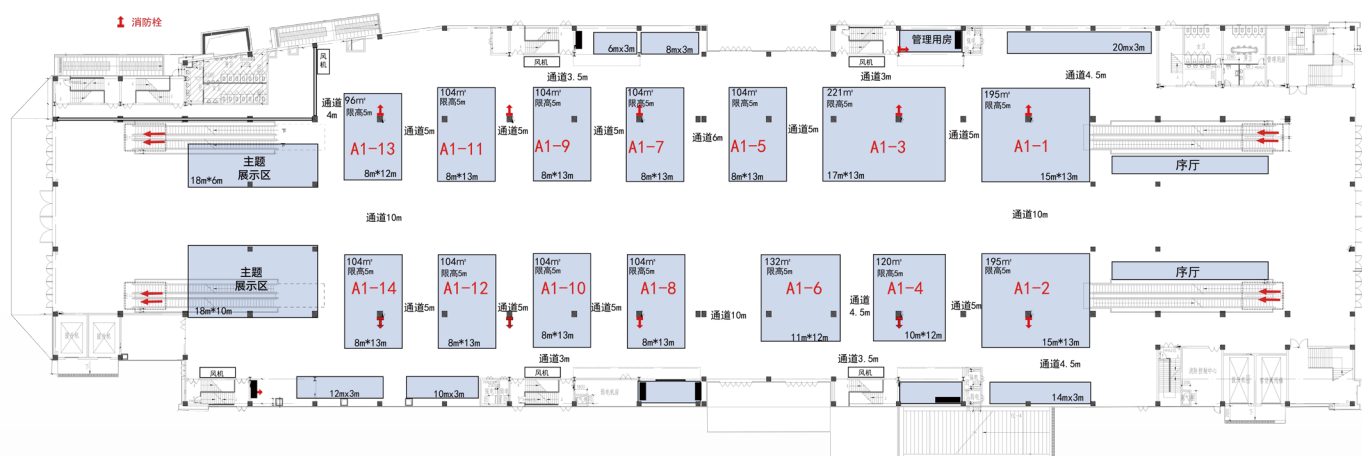 消防栓
管理用房
6mx3m
8mx3m
20mx3m
风机
风机
风机
通道3.5m
通道3m
通道4.5m
通道
4m
96㎡
限高5m
A1-13
8m*12m
通道5m
104㎡
限高5m
A1-11
8m*13m
通道5m
104㎡
限高5m
A1-9
8m*13m
通道5m
104㎡
限高5m
A1-7
8m*13m
通道6m
104㎡
限高5m
A1-5
8m*13m
通道5m
221㎡
限高5m
A1-3
17m*13m
通道5m
195㎡
限高5m
A1-1
15m*13m
主题
展示区
18m*6m
序厅
通道10m
通道10m
主题
展示区
18m*10m
104㎡
限高5m
A1-14
8m*13m
通道5m
104㎡
限高5m
A1-12
8m*13m
通道5m
104㎡
限高5m
A1-10
8m*13m
通道5m
104㎡
限高5m
A1-8
8m*13m
通道10m
132㎡
限高5m
A1-6
11m*12m
通道
4.5m
120㎡
限高5m
A1-4
10m*12m
通道5m
195㎡
限高5m
A1-2
15m*13m
序厅
通道3m
通道3.5m
通道4.5m
风机
风机
风机
12mx3m
10mx3m
14mx3m
消防控制中心